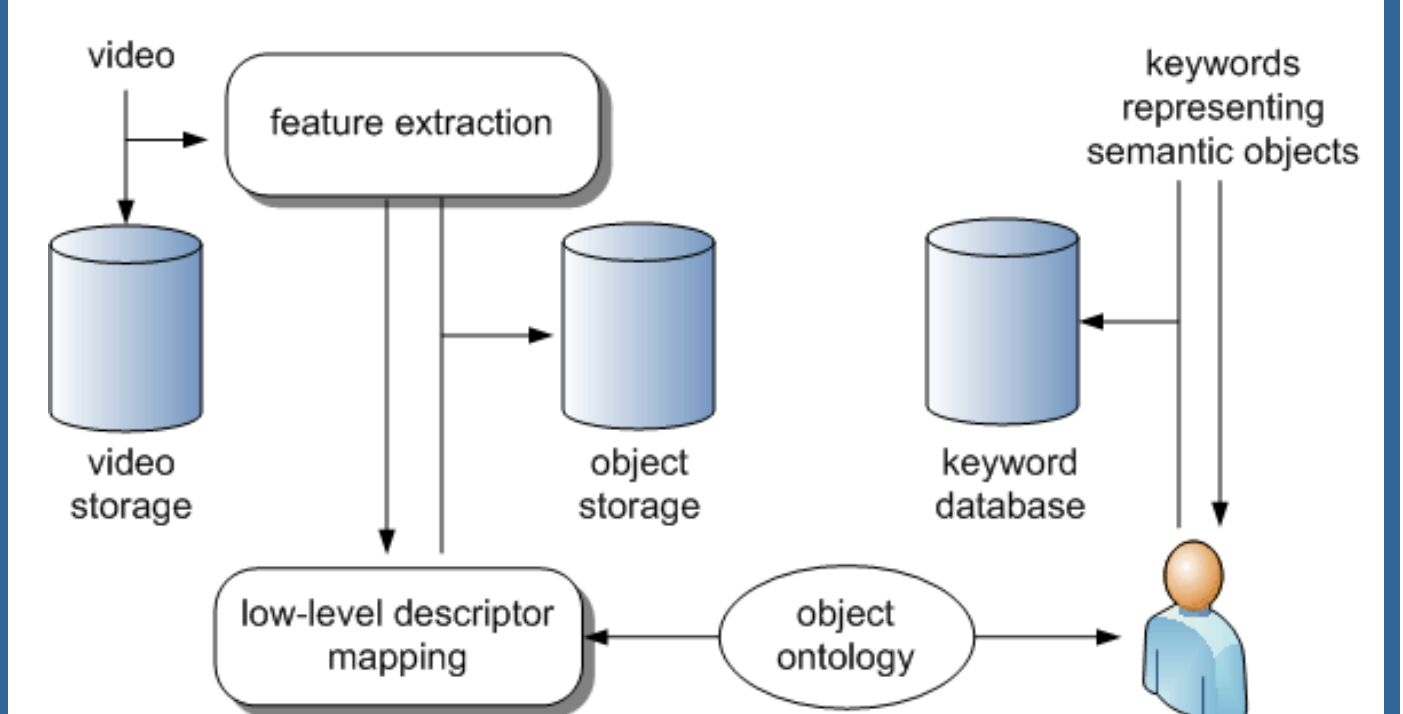 video
feature extraction
keywords
representing
semantic objects
video
storage
object
storage
keyword
database
low-level descriptor
mapping
object
ontology